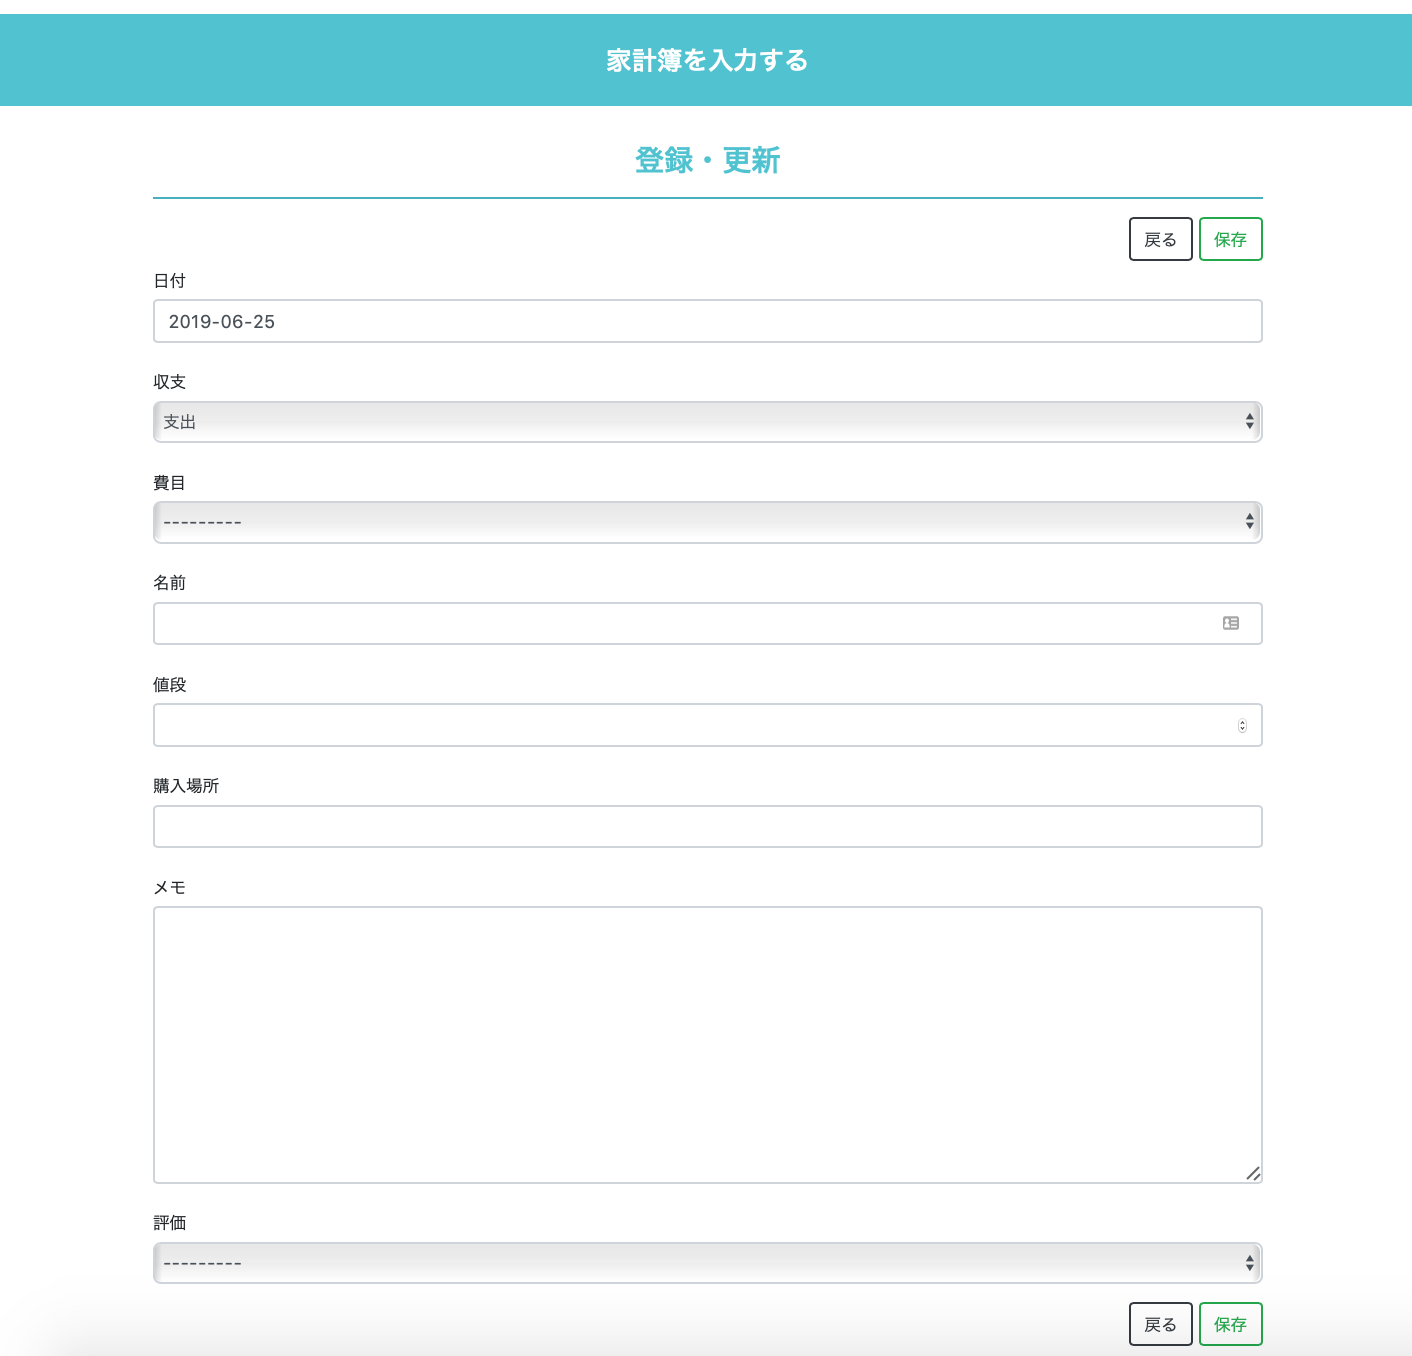 家計簿を入力する
登録・更新
戻る 保存
日付
2019-06-25
収支
支出
費目
---------
名前
値段
購入場所
メモ
評価
---------
戻る 保存